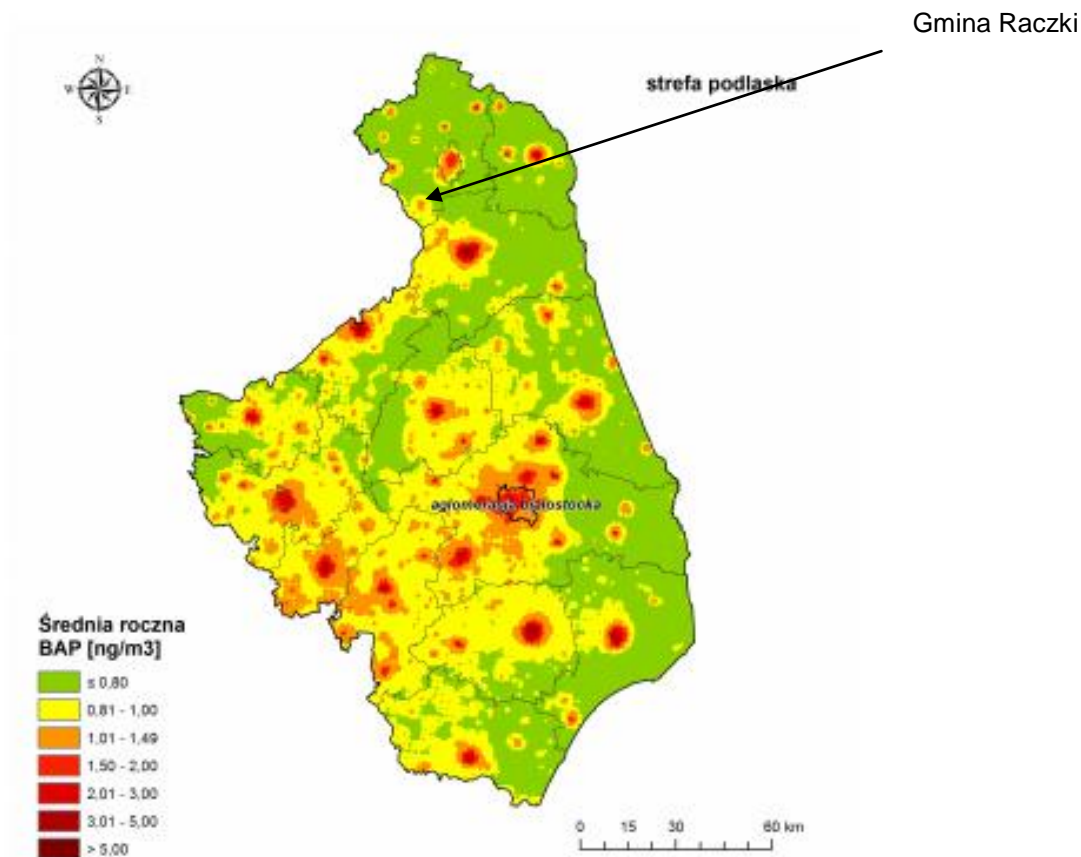 Gmina Raczki
N
W E
S
strefa podlaska
aglomeracja białostocka
Średnia roczna
BAP [ng/m3]
≤ 0,80
0,81 - 1,00
1,01 - 1,49
1,50 - 2,00
2,01 - 3,00
3,01 - 5,00
> 5,00
0 15 30 60 km